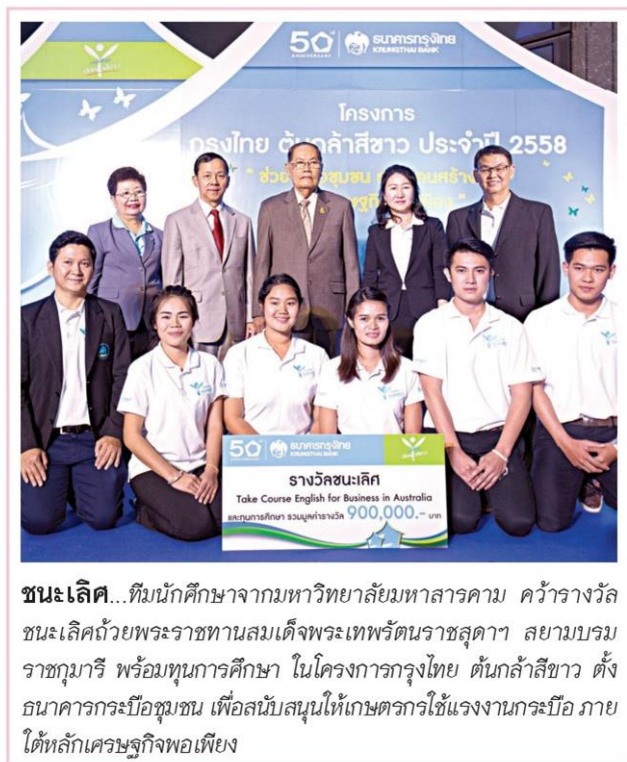 50
ANNIVERSARY
ธนาคารกรุงไทย
KRUNGTHAI BANK
โครงการ
กรุงไทย ต้นกล้าสีขาว ประจำปี 2558
50
ธนาคารกรุงไทย
KRUNGTHAI BANK
รางวัลชนะเลิศ
Take Course English for Business in Australia
และทุนการศึกษา รวมมูลค่ารางวัล 900,000.- บาท
ชนะเลิศ...ทีมนักศึกษาจากมหาวิทยาลัยมหาสารคาม คว้ารางวัล
ชนะเลิศถ้วยพระราชทานสมเด็จพระเทพรัตนราชสุดาฯ สยามบรม
ราชกุมารี พร้อมทุนการศึกษา ในโครงการกรุงไทย ต้นกล้าสีขาว ตั้ง
ธนาคารกระบือชุมชน เพื่อสนับสนุนให้เกษตรกรใช้แรงงานกระบือ ภาย
ใต้หลักเศรษฐกิจพอเพียง